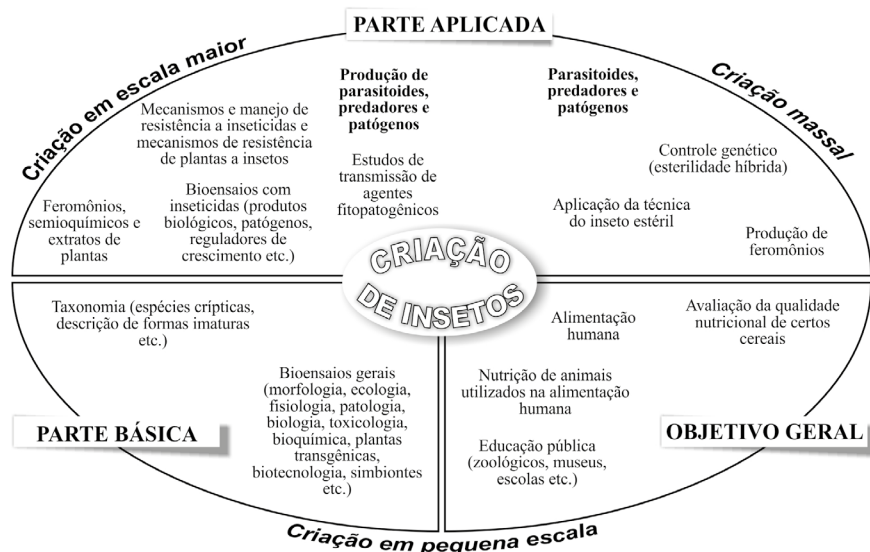 PARTE APLICADA
Criação em escala maior
Criação massal
Produção de
parasitoides,
predadores e
patógenos
Parasitoides,
predadores e
patógenos
Mecanismos e manejo de
resistência a inseticidas e
mecanismos de resistência
de plantas a insetos
Estudos de
transmissão de
agentes
fitopatogênicos
Controle genético
(esterilidade híbrida)
Feromônios,
semioquímicos e
extratos de
plantas
Bioensaios com
inseticidas (produtos
biológicos, patógenos,
reguladores de
crescimento etc.)
Aplicação da técnica
do inseto estéril
Produção de
feromônios
CRIAÇÃO
DE INSETOS
Taxonomia (espécies crípticas,
descrição de formas imaturas
etc.)
Bioensaios gerais
(morfologia, ecologia,
fisiologia, patologia,
biologia, toxicologia,
bioquímica, plantas
transgênicas,
biotecnologia, simbiontes
etc.)
PARTE BÁSICA
Alimentação
humana
Avaliação da qualidade
nutricional de certos
cereais
Nutrição de animais
utilizados na alimentação
humana
Educação pública
(zoológicos, museus,
escolas etc.)
OBJETIVO GERAL
Criação em pequena escala